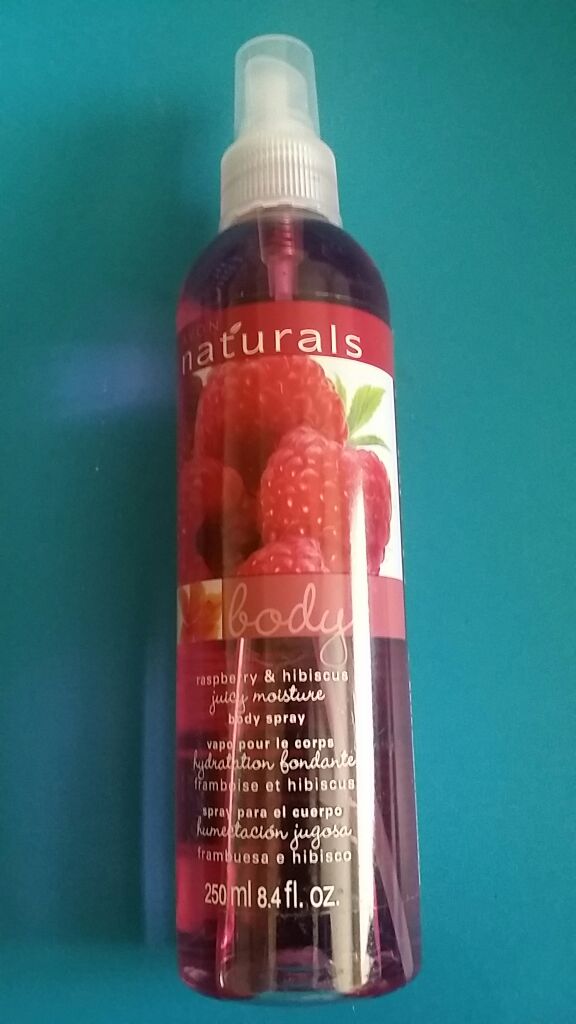 AVON
naturals
body
raspberry & hibiscus
juicy moisture
body spray
vapo pour le corps
hydratation fondante
framboise et hibiscus
spray para el cuerpo
humectación jugosa
frambuesa e hibisco
250 ml 8.4 fl. oz.